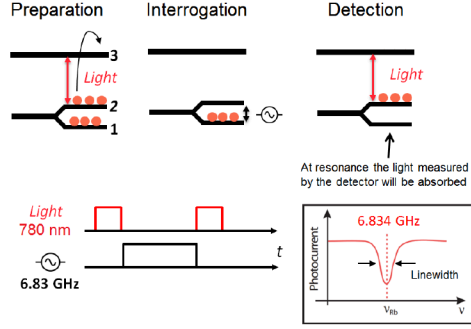 Preparation
Interrogation
Detection
3
Light
2
1
Light
At resonance the light measured
by the detector will be absorbed
Light
780 nm
t
6.83 GHz
6.834 GHz
Photocurrent
Linewidth
νRb
ν